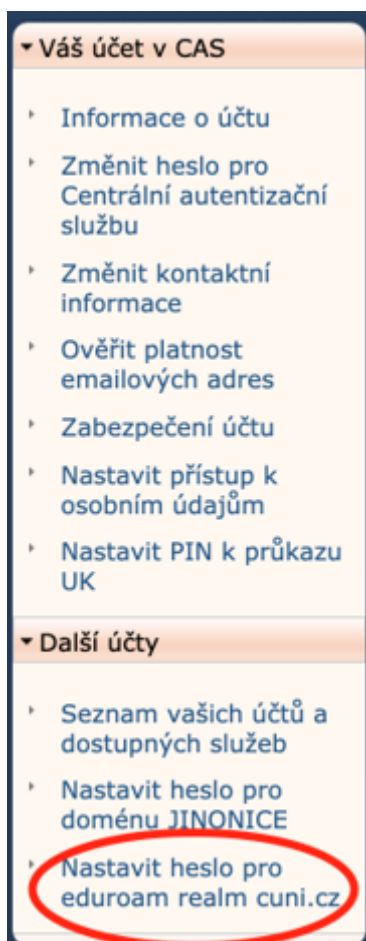 Váš účet v CAS
Informace o účtu
Změnit heslo pro
Centrální autentizační
službu
Změnit kontaktní
informace
Ověřit platnost
emailových adres
Zabezpečení účtu
Nastavit přístup k
osobním údajům
Nastavit PIN k průkazu
UK
Další účty
Seznam vašich účtů a
dostupných služeb
Nastavit heslo pro
doménu JINONICE
Nastavit heslo pro
eduroam realm cuni.cz